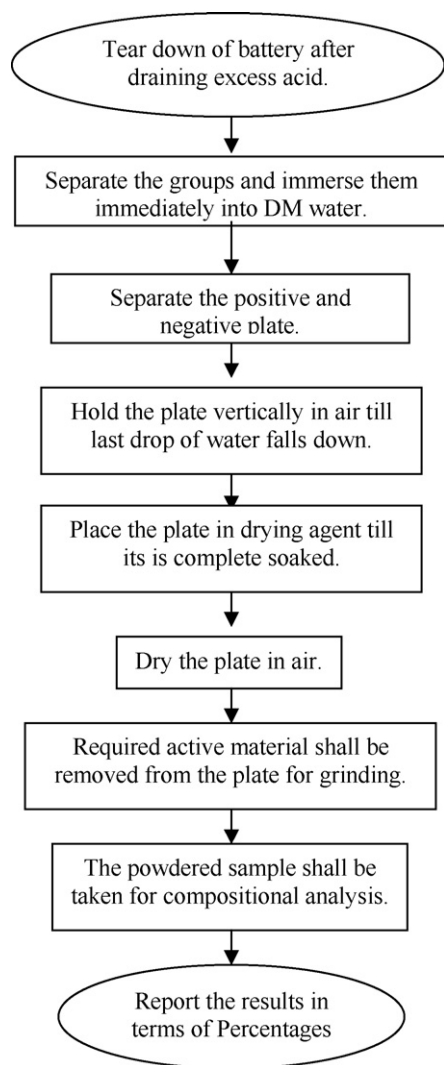 Tear down of battery after
draining excess acid.
Separate the groups and immerse them
immediately into DM water.
Separate the positive and
negative plate.
Hold the plate vertically in air till
last drop of water falls down.
Place the plate in drying agent till
its is complete soaked.
Dry the plate in air.
Required active material shall be
removed from the plate for grinding.
The powdered sample shall be
taken for compositional analysis.
Report the results in
terms of Percentages